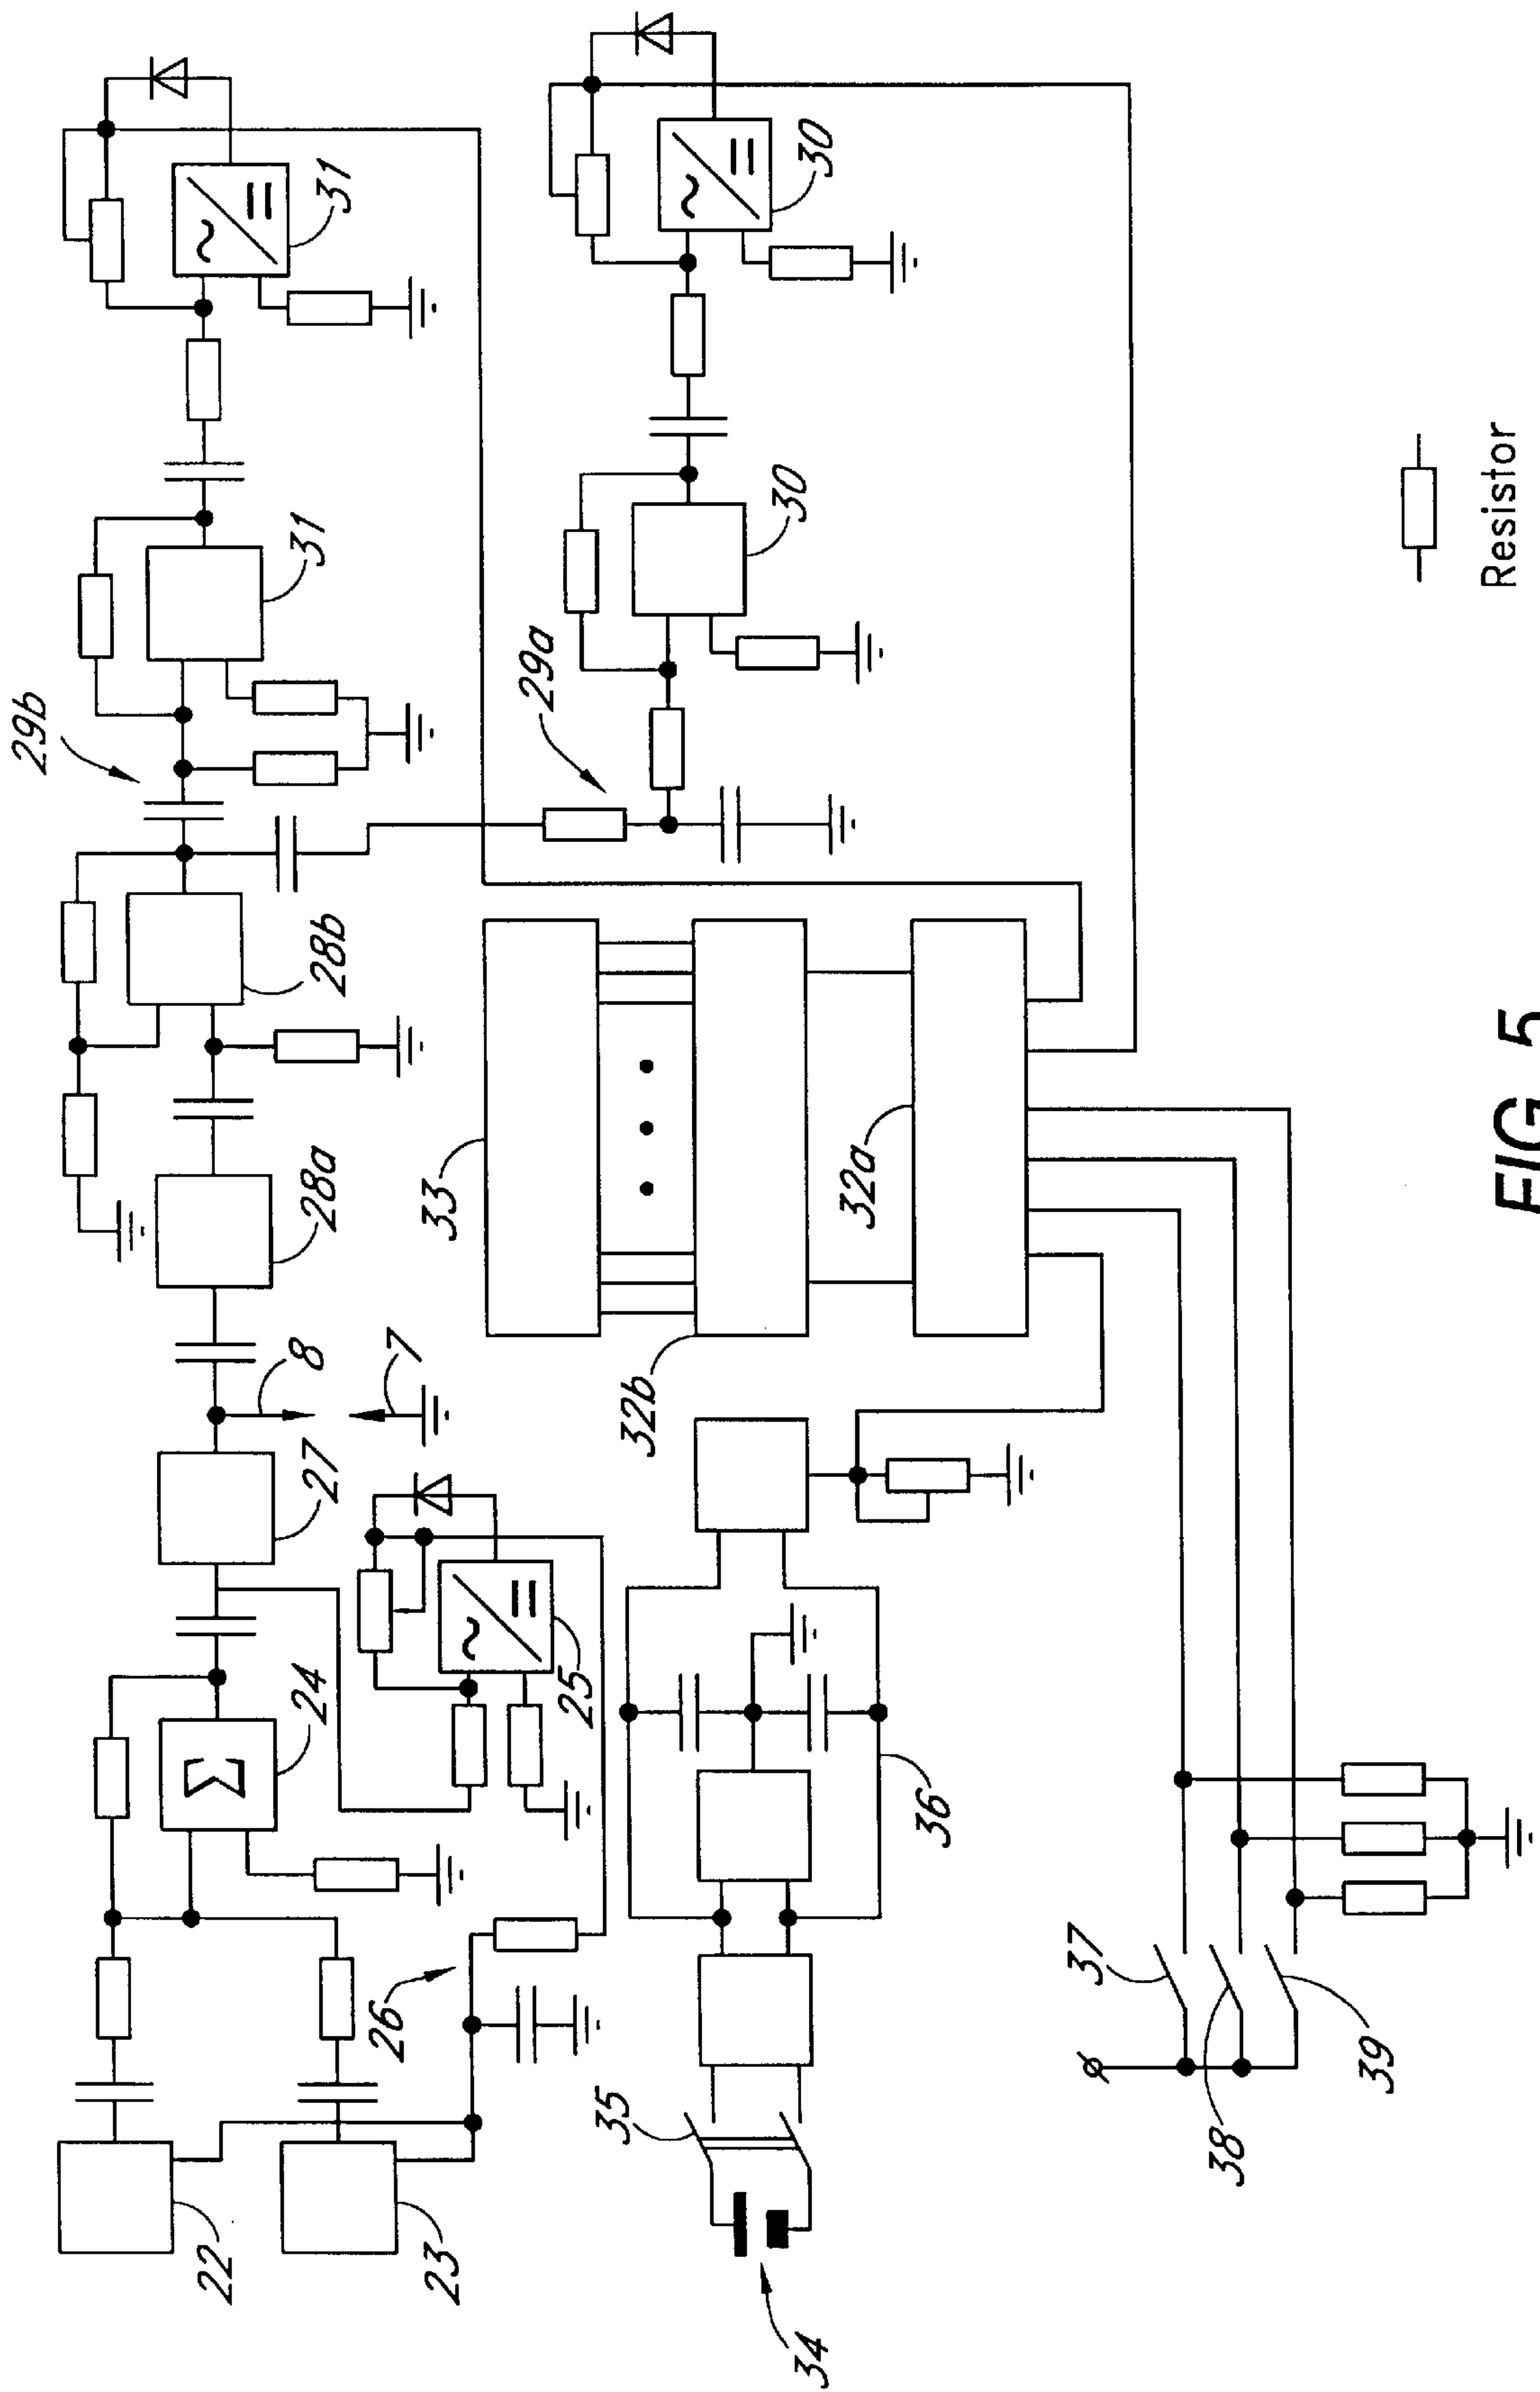 22
23
24
25
26
27
8
7
28a
28b
29b
29a
31
31
30
30
33
32b
32a
34
35
36
37
38
39
Σ
~
=
~
=
~
=
Resistor
FIG. 5